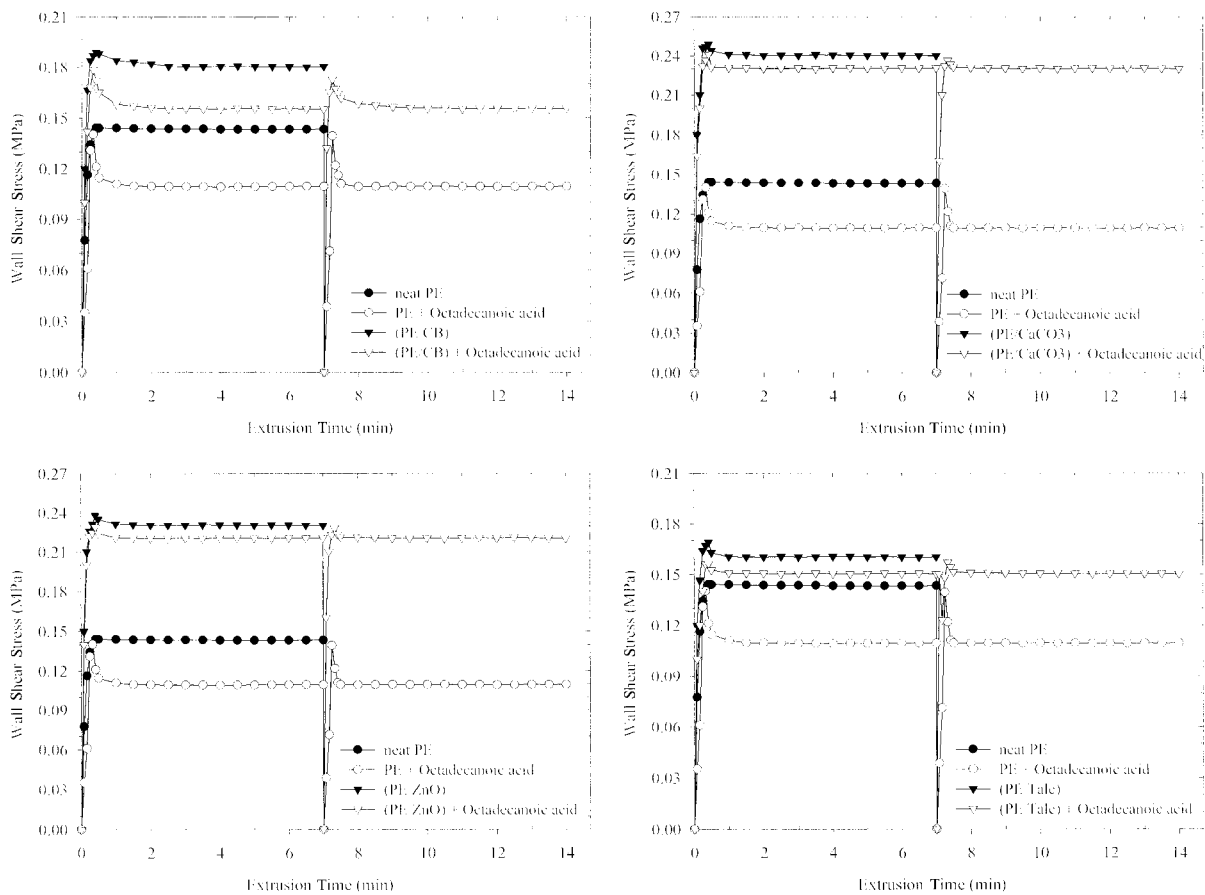 0.21
0.18
0.15
0.12
0.09
0.06
0.03
0.00
Wall Shear Stress (MPa)
neat PE
PE + Octadecanoic acid
(PE/CB)
(PE/CB) + Octadecanoic acid
0 2 4 6 8 10 12 14
Extrusion Time (min)
0.27
0.24
0.21
0.18
0.15
0.12
0.09
0.06
0.03
0.00
Wall Shear Stress (MPa)
neat PE
PE + Octadecanoic acid
(PE/CaCO3)
(PE/CaCO3) + Octadecanoic acid
0 2 4 6 8 10 12 14
Extrusion Time (min)
0.27
0.24
0.21
0.18
0.15
0.12
0.09
0.06
0.03
0.00
Wall Shear Stress (MPa)
neat PE
PE + Octadecanoic acid
(PE/ZnO)
(PE/ZnO) + Octadecanoic acid
0 2 4 6 8 10 12 14
Extrusion Time (min)
0.21
0.18
0.15
0.12
0.09
0.06
0.03
0.00
Wall Shear Stress (MPa)
neat PE
PE + Octadecanoic acid
(PE/Talc)
(PE/Talc) + Octadecanoic acid
0 2 4 6 8 10 12 14
Extrusion Time (min)